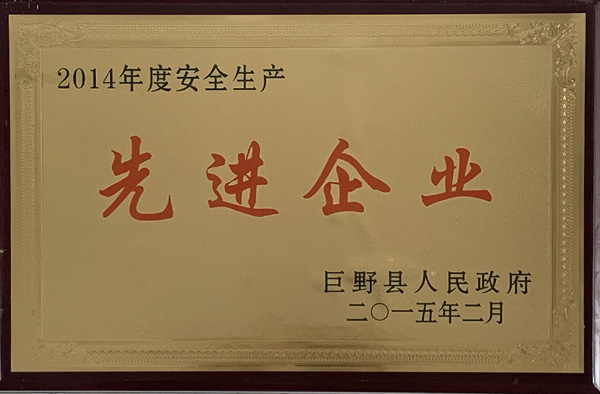 2014年度安全生产
先进企业
巨野县人民政府
二〇一五年二月